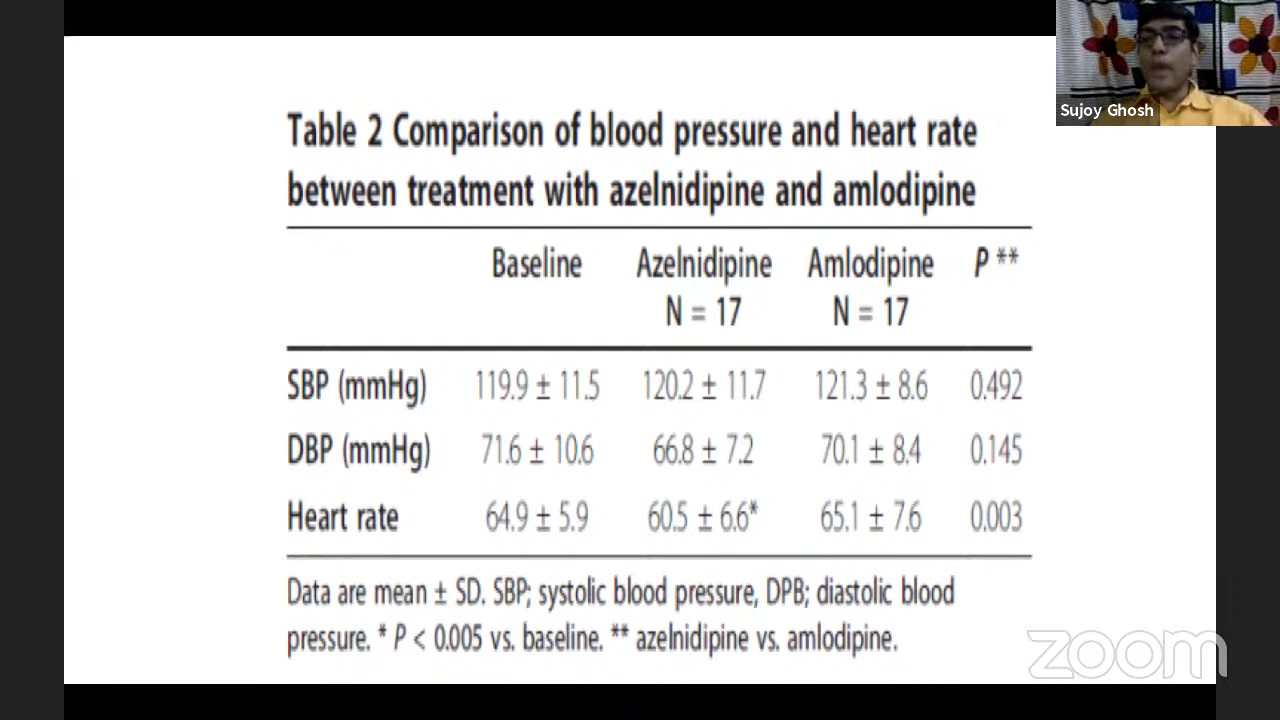 Sujoy Ghosh
Table 2 Comparison of blood pressure and heart rate
between treatment with azelnidipine and amlodipine
Baseline Azelnidipine Amlodipine P **
N = 17 N = 17
SBP (mmHg) 119.9 ± 11.5 120.2 ± 11.7 121.3 ± 8.6 0.492
DBP (mmHg) 71.6 ± 10.6 66.8 ± 7.2 70.1 ± 8.4 0.145
Heart rate 64.9 ± 5.9 60.5 ± 6.6* 65.1 ± 7.6 0.003
Data are mean ± SD. SBP; systolic blood pressure, DPB; diastolic blood
pressure. * P < 0.005 vs. baseline. ** azelnidipine vs. amlodipine.
zoom